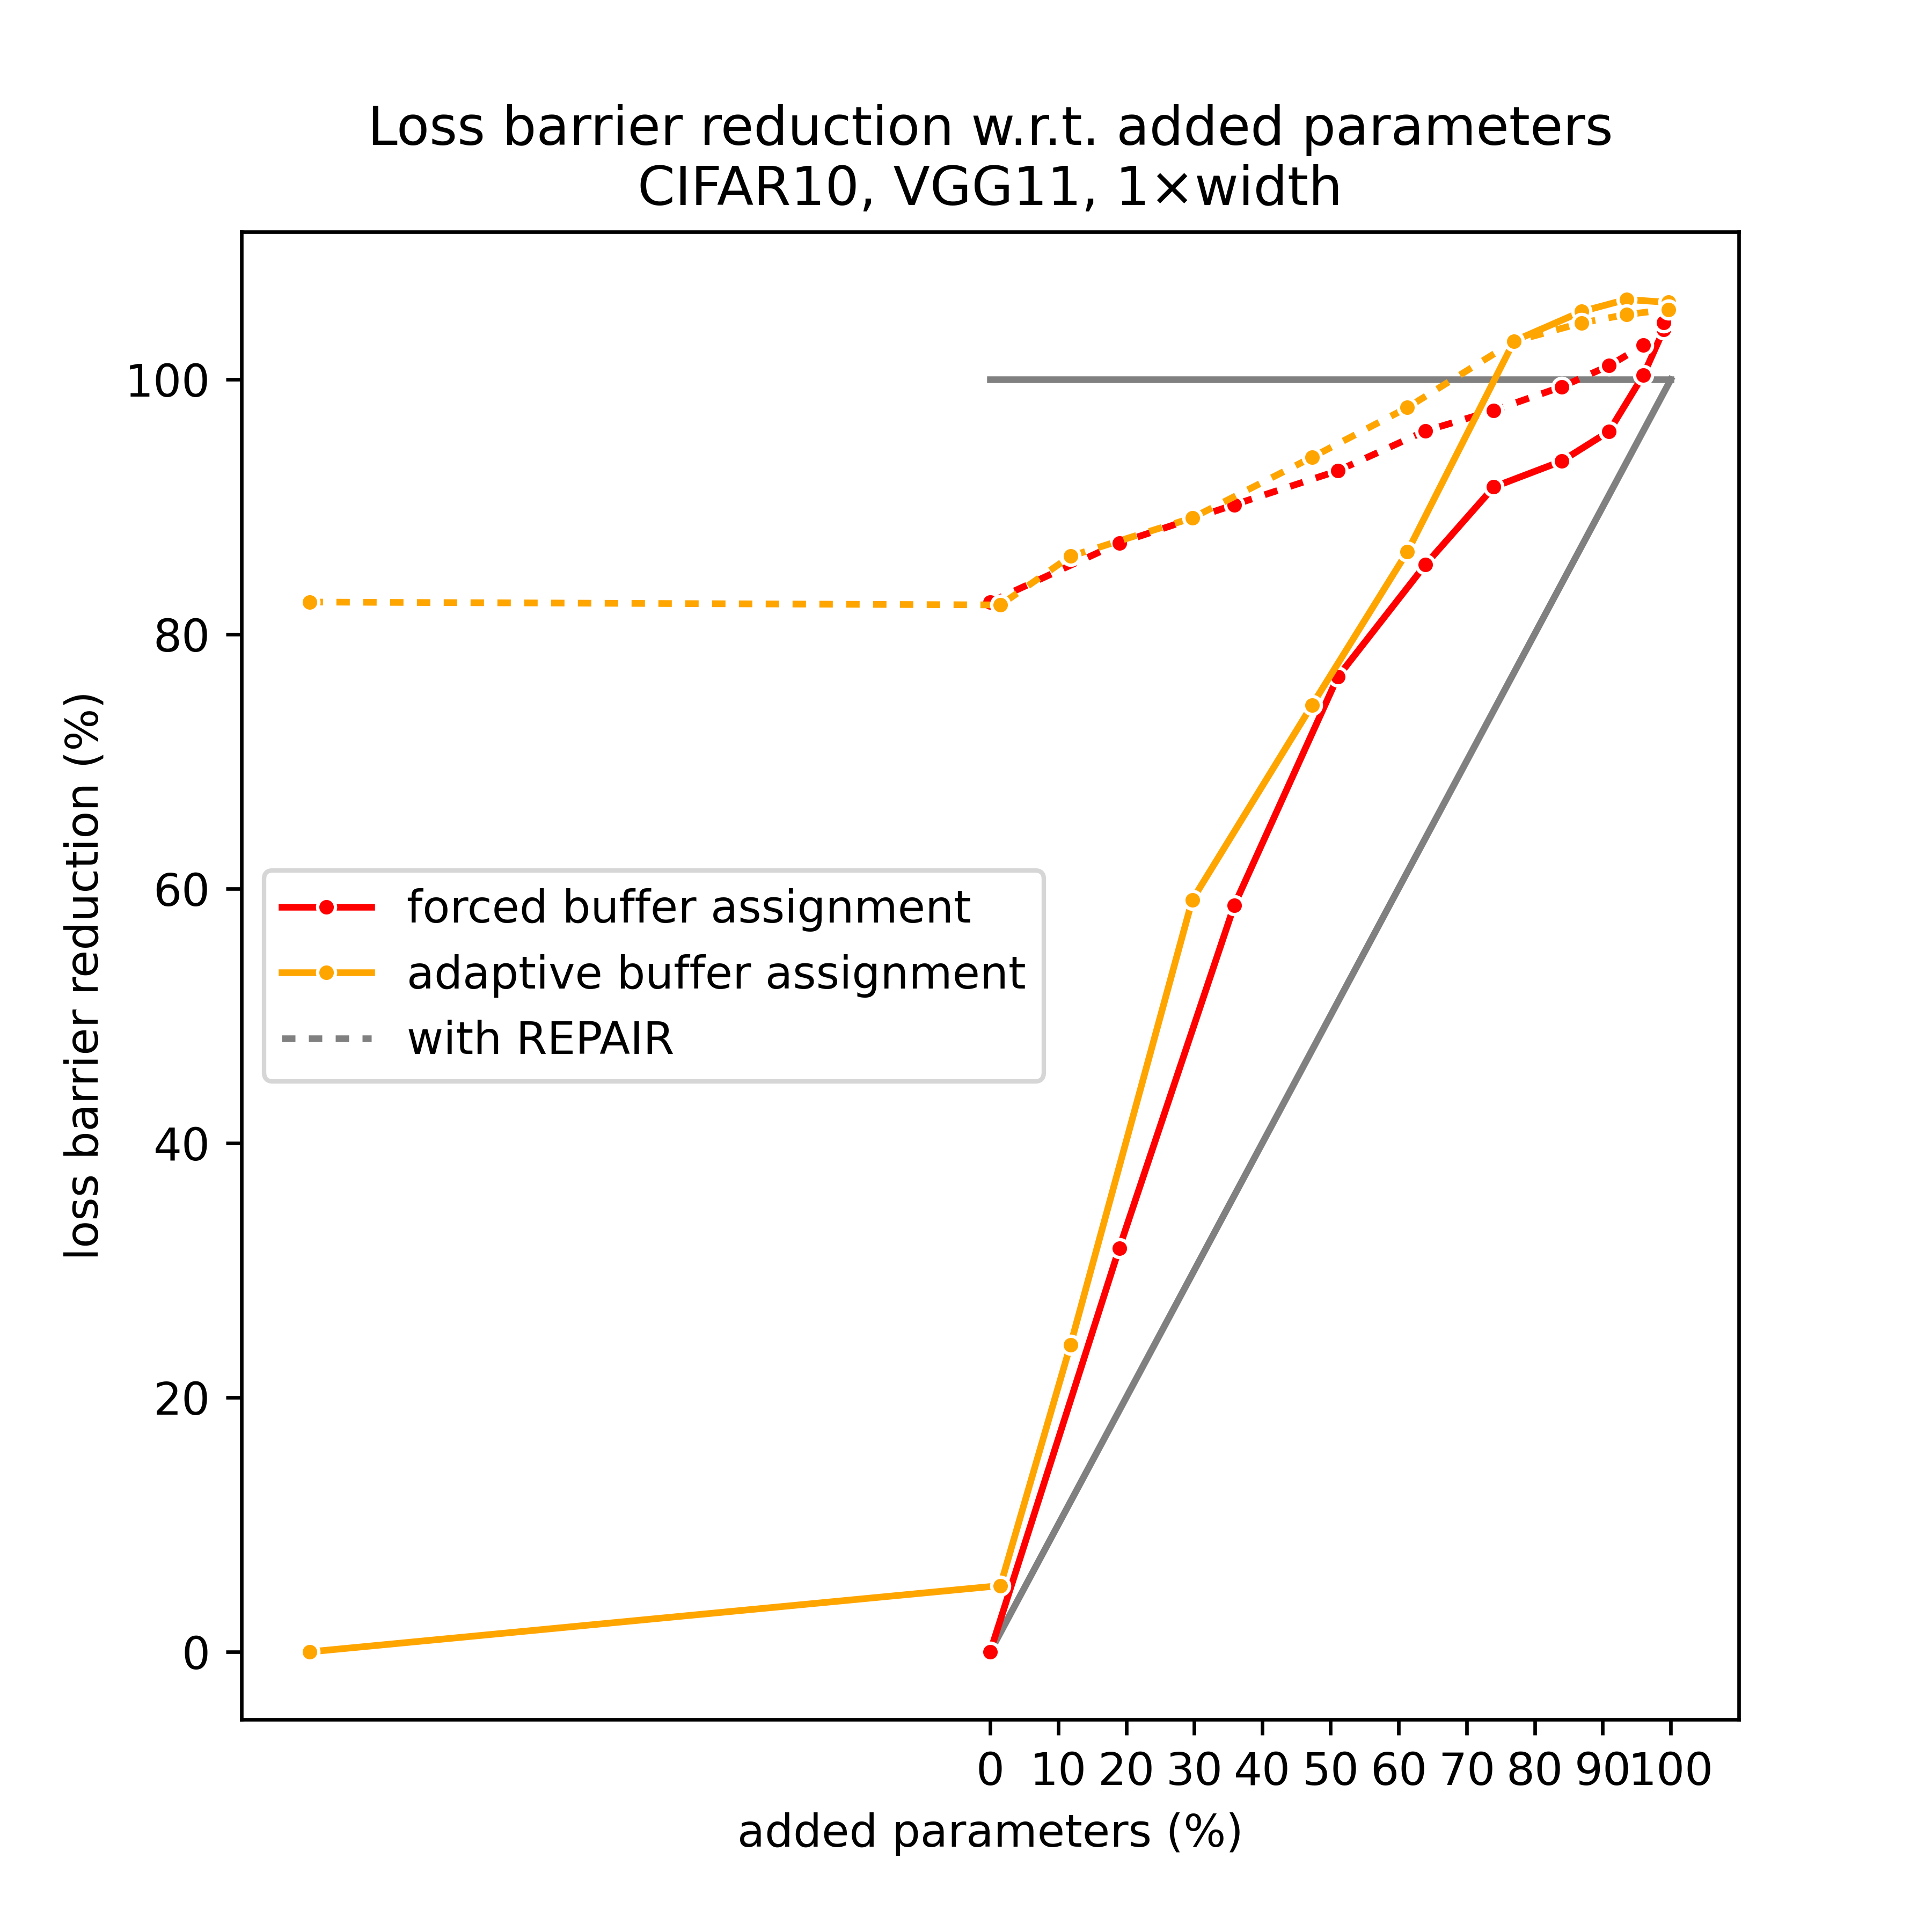 Loss barrier reduction w.r.t. added parameters
CIFAR10, VGG11, 1×width
loss barrier reduction (%)
100
80
60
40
20
0
forced buffer assignment
adaptive buffer assignment
with REPAIR
0 10 20 30 40 50 60 70 80 90 100
added parameters (%)